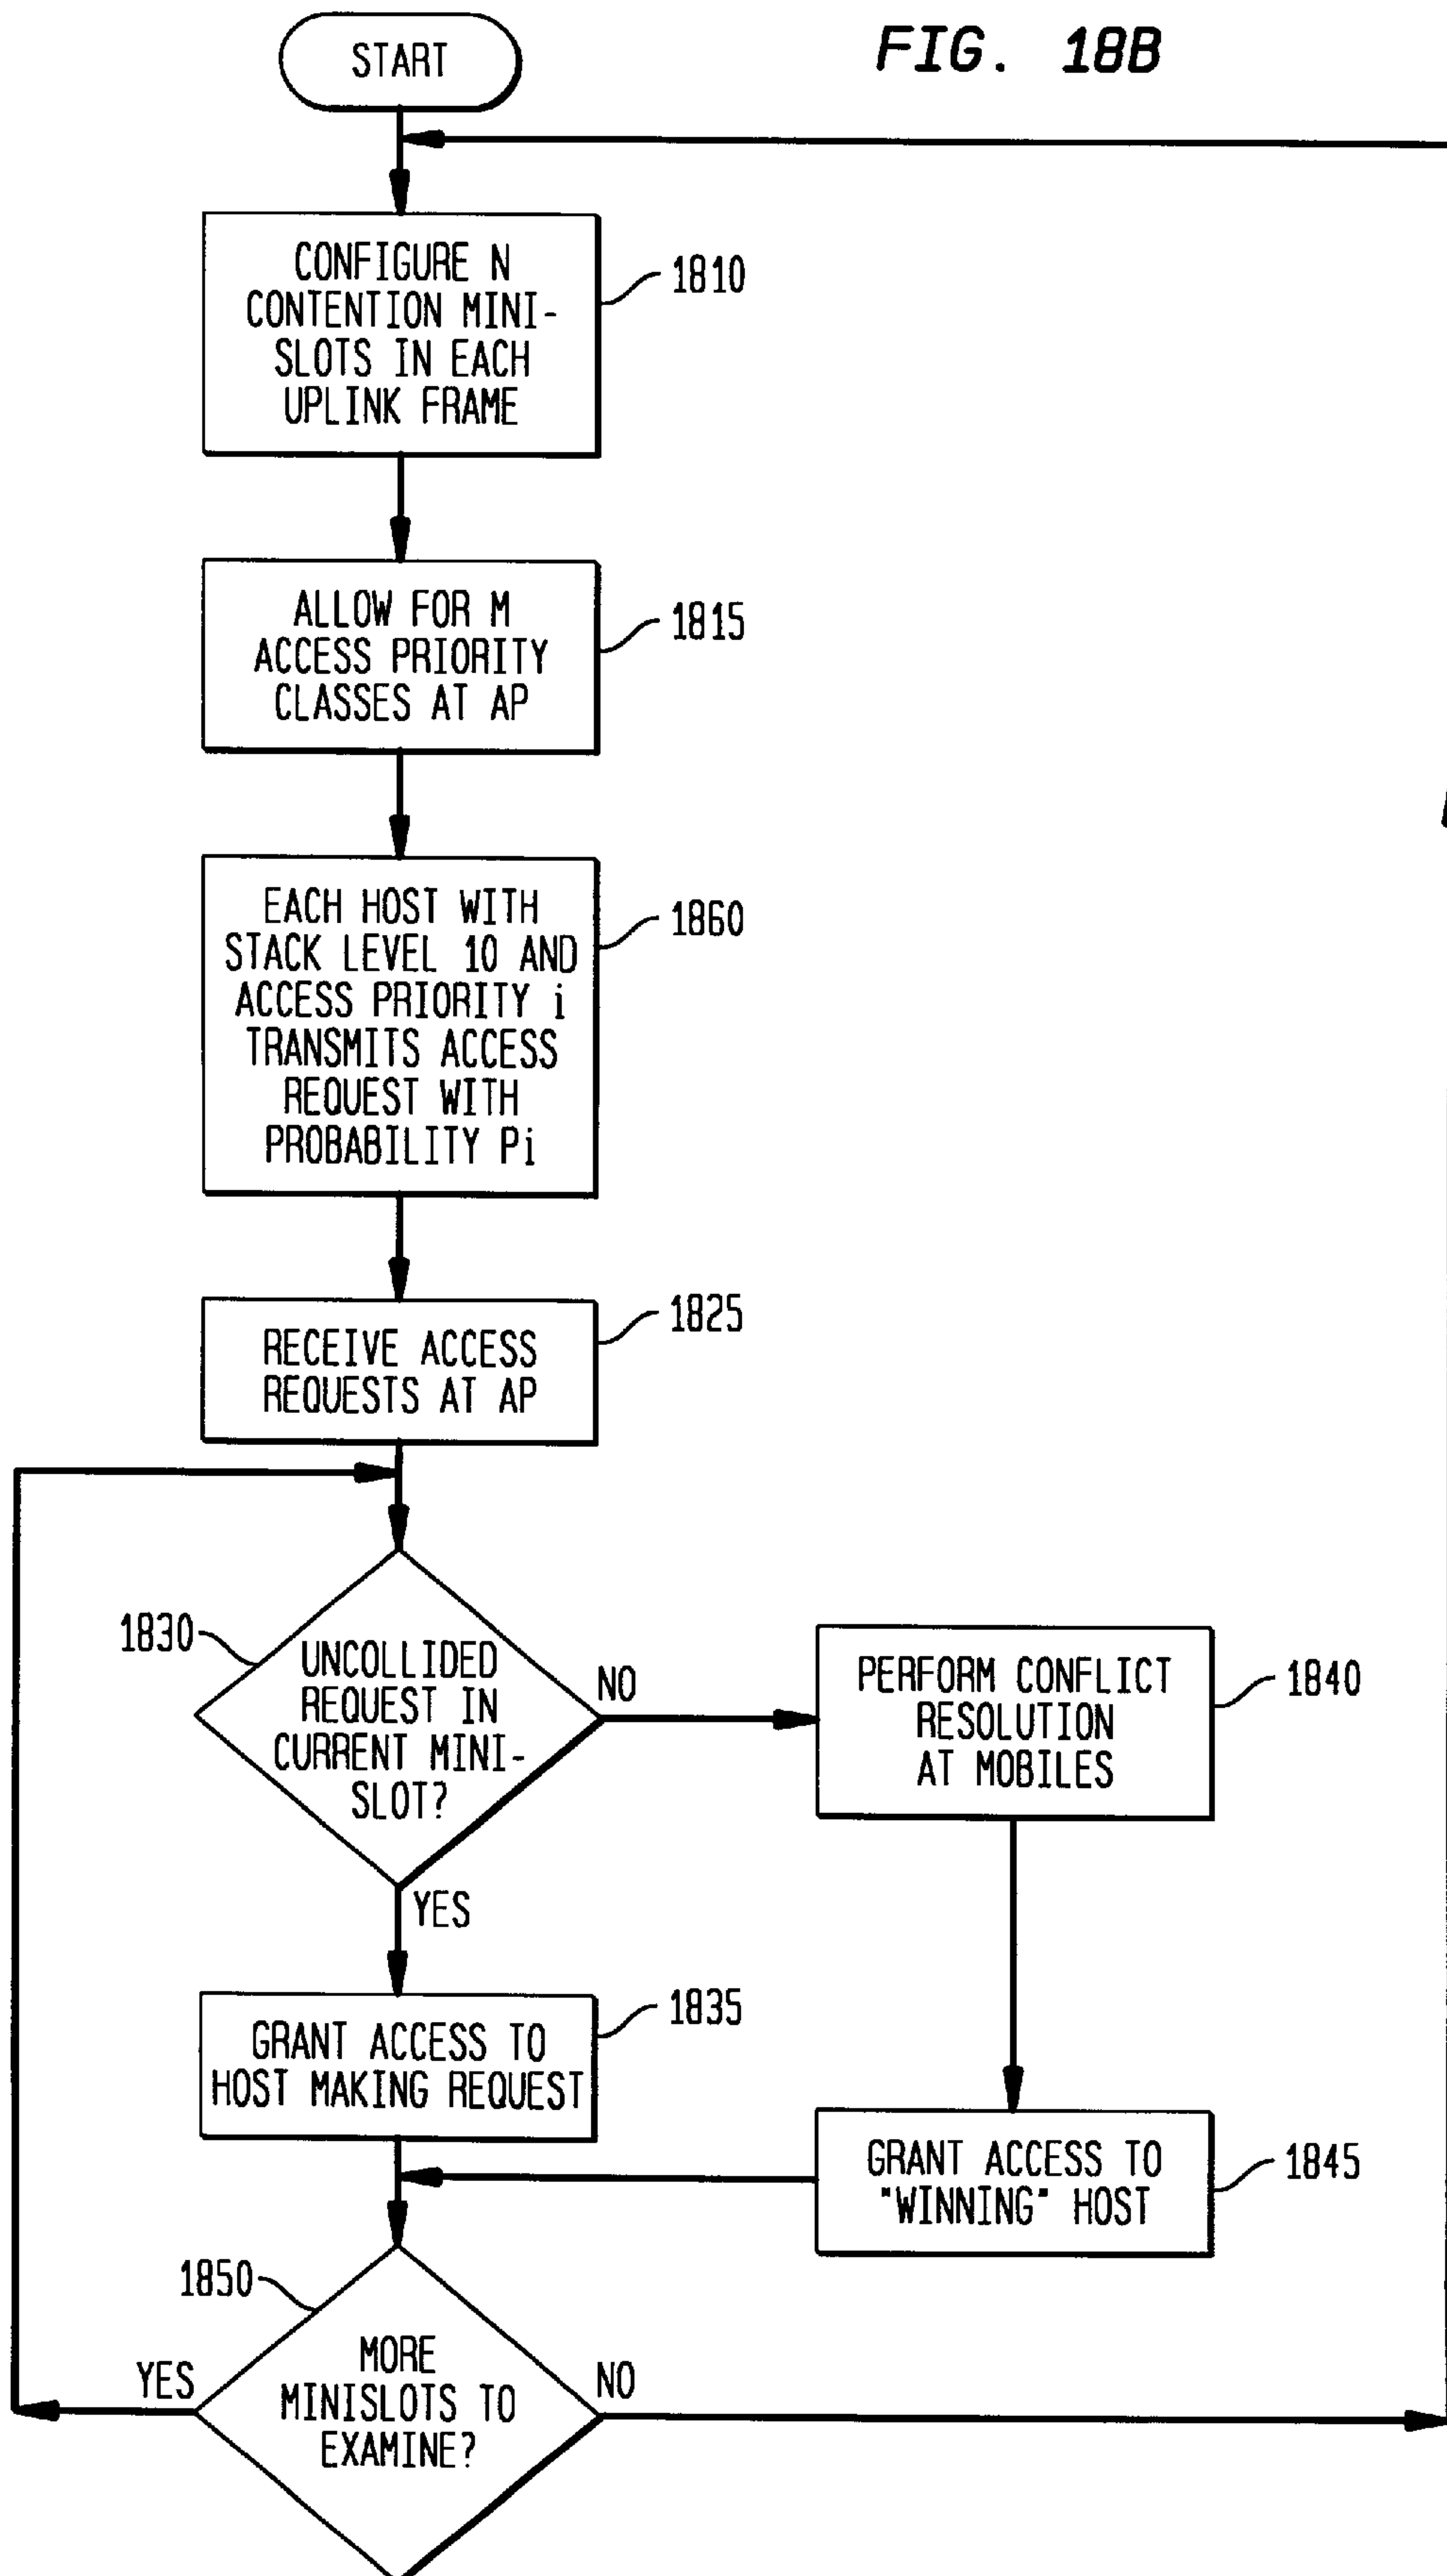 FIG. 18B
START
CONFIGURE N
CONTENTION MINI-
SLOTS IN EACH
UPLINK FRAME
1810
ALLOW FOR M
ACCESS PRIORITY
CLASSES AT AP
1815
EACH HOST WITH
STACK LEVEL 10 AND
ACCESS PRIORITY i
TRANSMITS ACCESS
REQUEST WITH
PROBABILITY Pi
1860
RECEIVE ACCESS
REQUESTS AT AP
1825
1830
UNCOLLIDED
REQUEST IN
CURRENT MINI-
SLOT?
NO
YES
PERFORM CONFLICT
RESOLUTION
AT MOBILES
1840
GRANT ACCESS TO
HOST MAKING REQUEST
1835
GRANT ACCESS TO
"WINNING" HOST
1845
1850
MORE
MINISLOTS TO
EXAMINE?
YES
NO